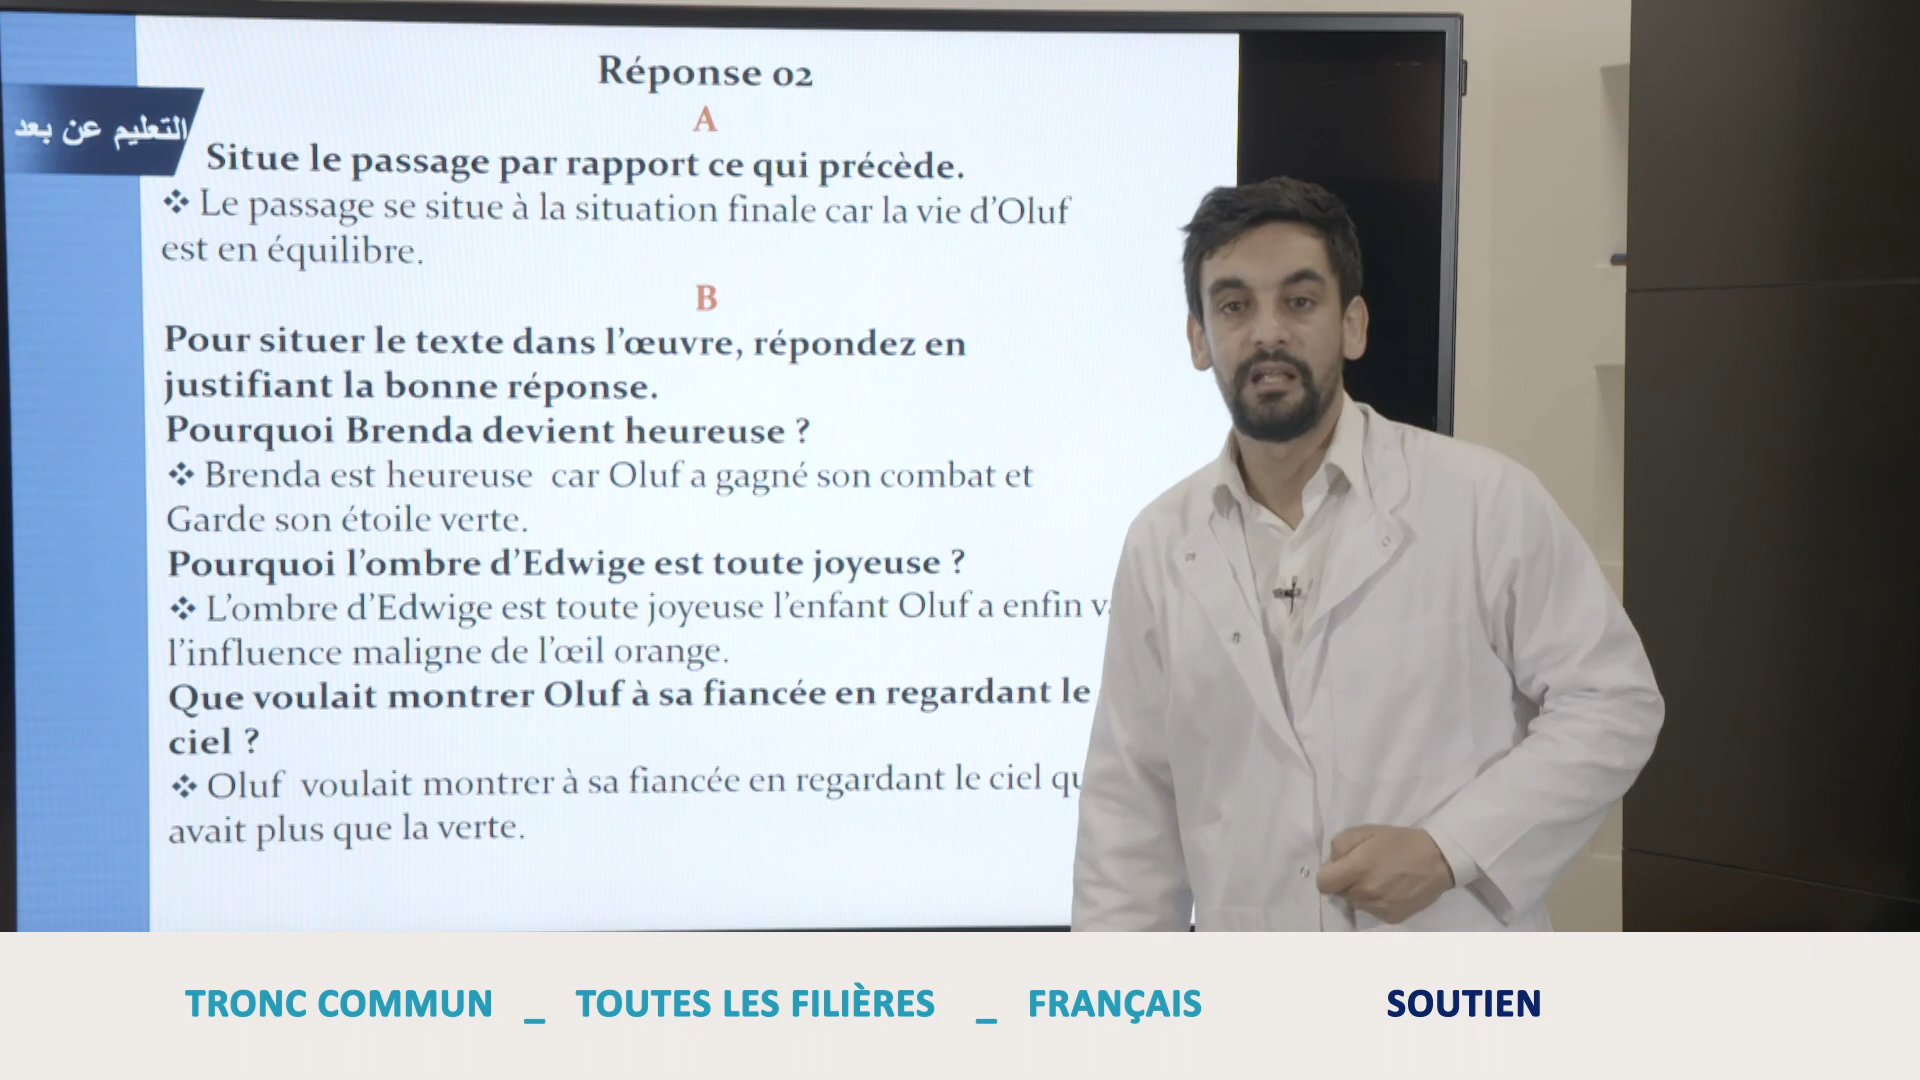 Réponse 02
A
التعليم عن بعد
Situe le passage par rapport ce qui précède.
❖ Le passage se situe à la situation finale car la vie d'Oluf
est en équilibre.
B
Pour situer le texte dans l'œuvre, répondez en
justifiant la bonne réponse.
Pourquoi Brenda devient heureuse ?
❖ Brenda est heureuse car Oluf a gagné son combat et
Garde son étoile verte.
Pourquoi l'ombre d'Edwige est toute joyeuse ?
❖ L'ombre d'Edwige est toute joyeuse l'enfant Oluf a enfin
l'influence maligne de l'œil orange.
Que voulait montrer Oluf à sa fiancée en regardant le
ciel ?
❖ Oluf voulait montrer à sa fiancée en regardant le ciel
avait plus que la verte.
TRONC COMMUN _ TOUTES LES FILIÈRES _ FRANÇAIS SOUTIEN